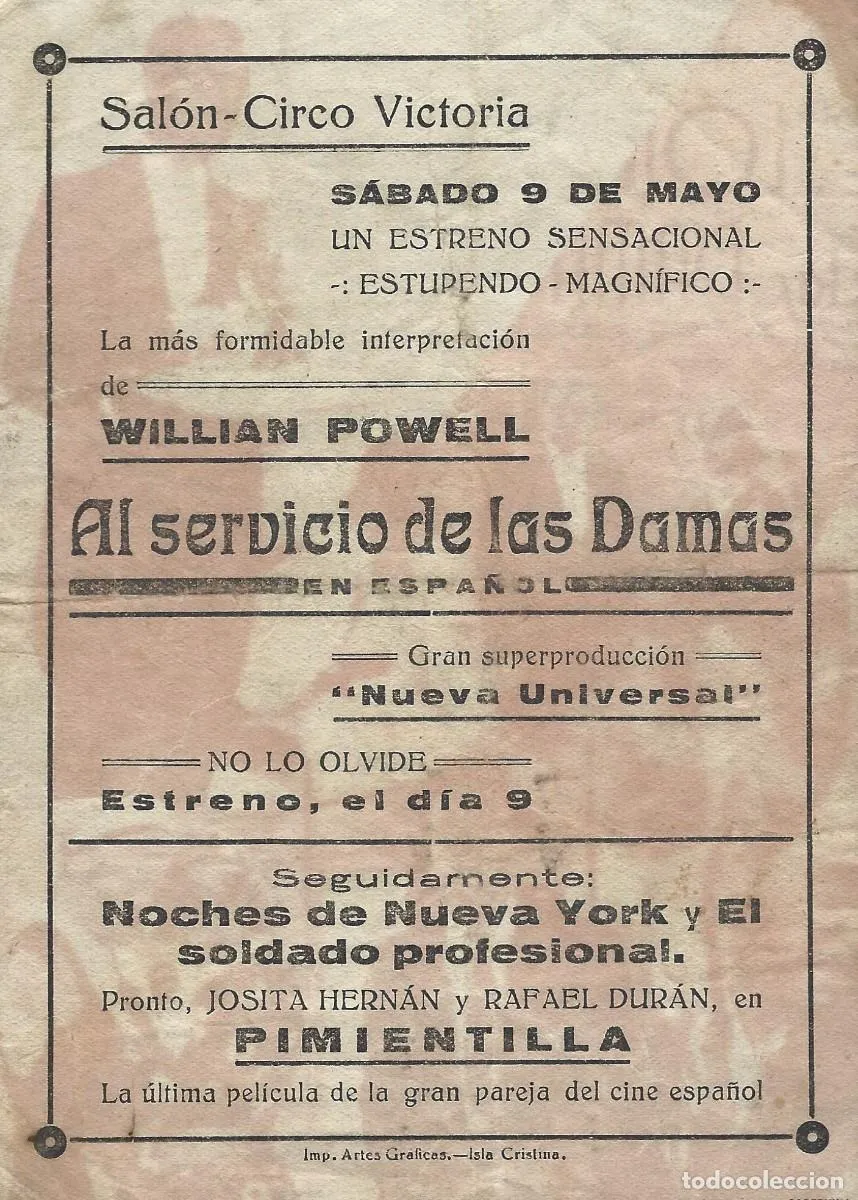 Salón-Circo Victoria
SÁBADO 9 DE MAYO
UN ESTRENO SENSACIONAL
-: ESTUPENDO - MAGNÍFICO :-
La más formidable interpretación
de
WILLIAN POWELL
Al servicio de las Damas
EN ESPAÑOL
Gran superproducción
"Nueva Universal"
NO LO OLVIDE
Estreno, el día 9
Seguidamente:
Noches de Nueva York y El
soldado profesional.
Pronto, JOSITA HERNÁN y RAFAEL DURÁN, en
PIMIENTILLA
La última película de la gran pareja del cine español
Imp. Artes Graficas.—Isla Cristina.
todocoleccion